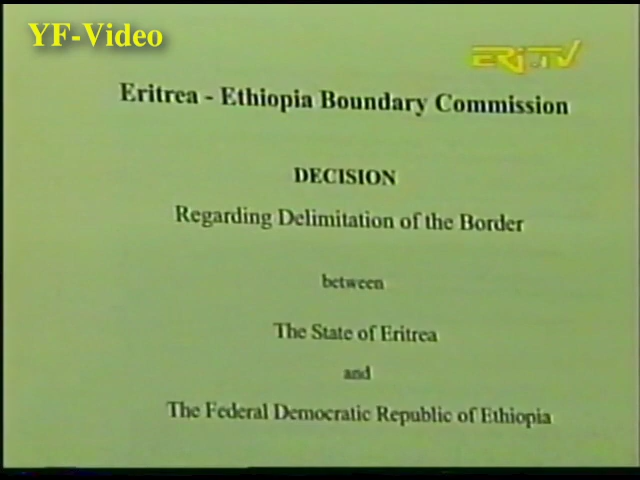 YF-Video
ERi.TV
Eritrea - Ethiopia Boundary Commission
DECISION
Regarding Delimitation of the Border
between
The State of Eritrea
and
The Federal Democratic Republic of Ethiopia